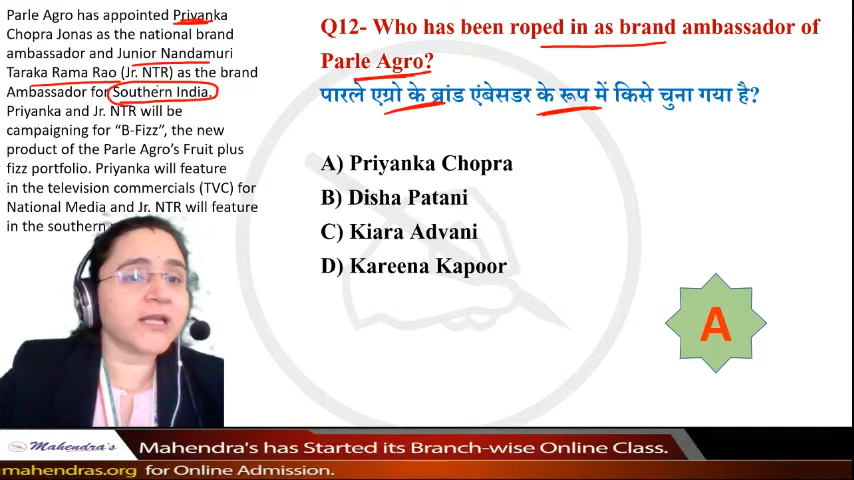 Parle Agro has appointed Priyanka
Chopra Jonas as the national brand
ambassador and Junior Nandamuri
Taraka Rama Rao (Jr. NTR) as the brand
Ambassador for Southern India.
Priyanka and Jr. NTR will be
campaigning for “B-Fizz”, the new
product of the Parle Agro’s Fruit plus
fizz portfolio. Priyanka will feature
in the television commercials (TVC) for
National Media and Jr. NTR will feature
in the southern
Q12- Who has been roped in as brand ambassador of
Parle Agro?
पारले एग्रो के ब्रांड एंबेसडर के रूप में किसे चुना गया है?
A) Priyanka Chopra
B) Disha Patani
C) Kiara Advani
D) Kareena Kapoor
A
Mahendra's
Mahendra's has Started its Branch-wise Online Class.
mahendras.org for Online Admission.